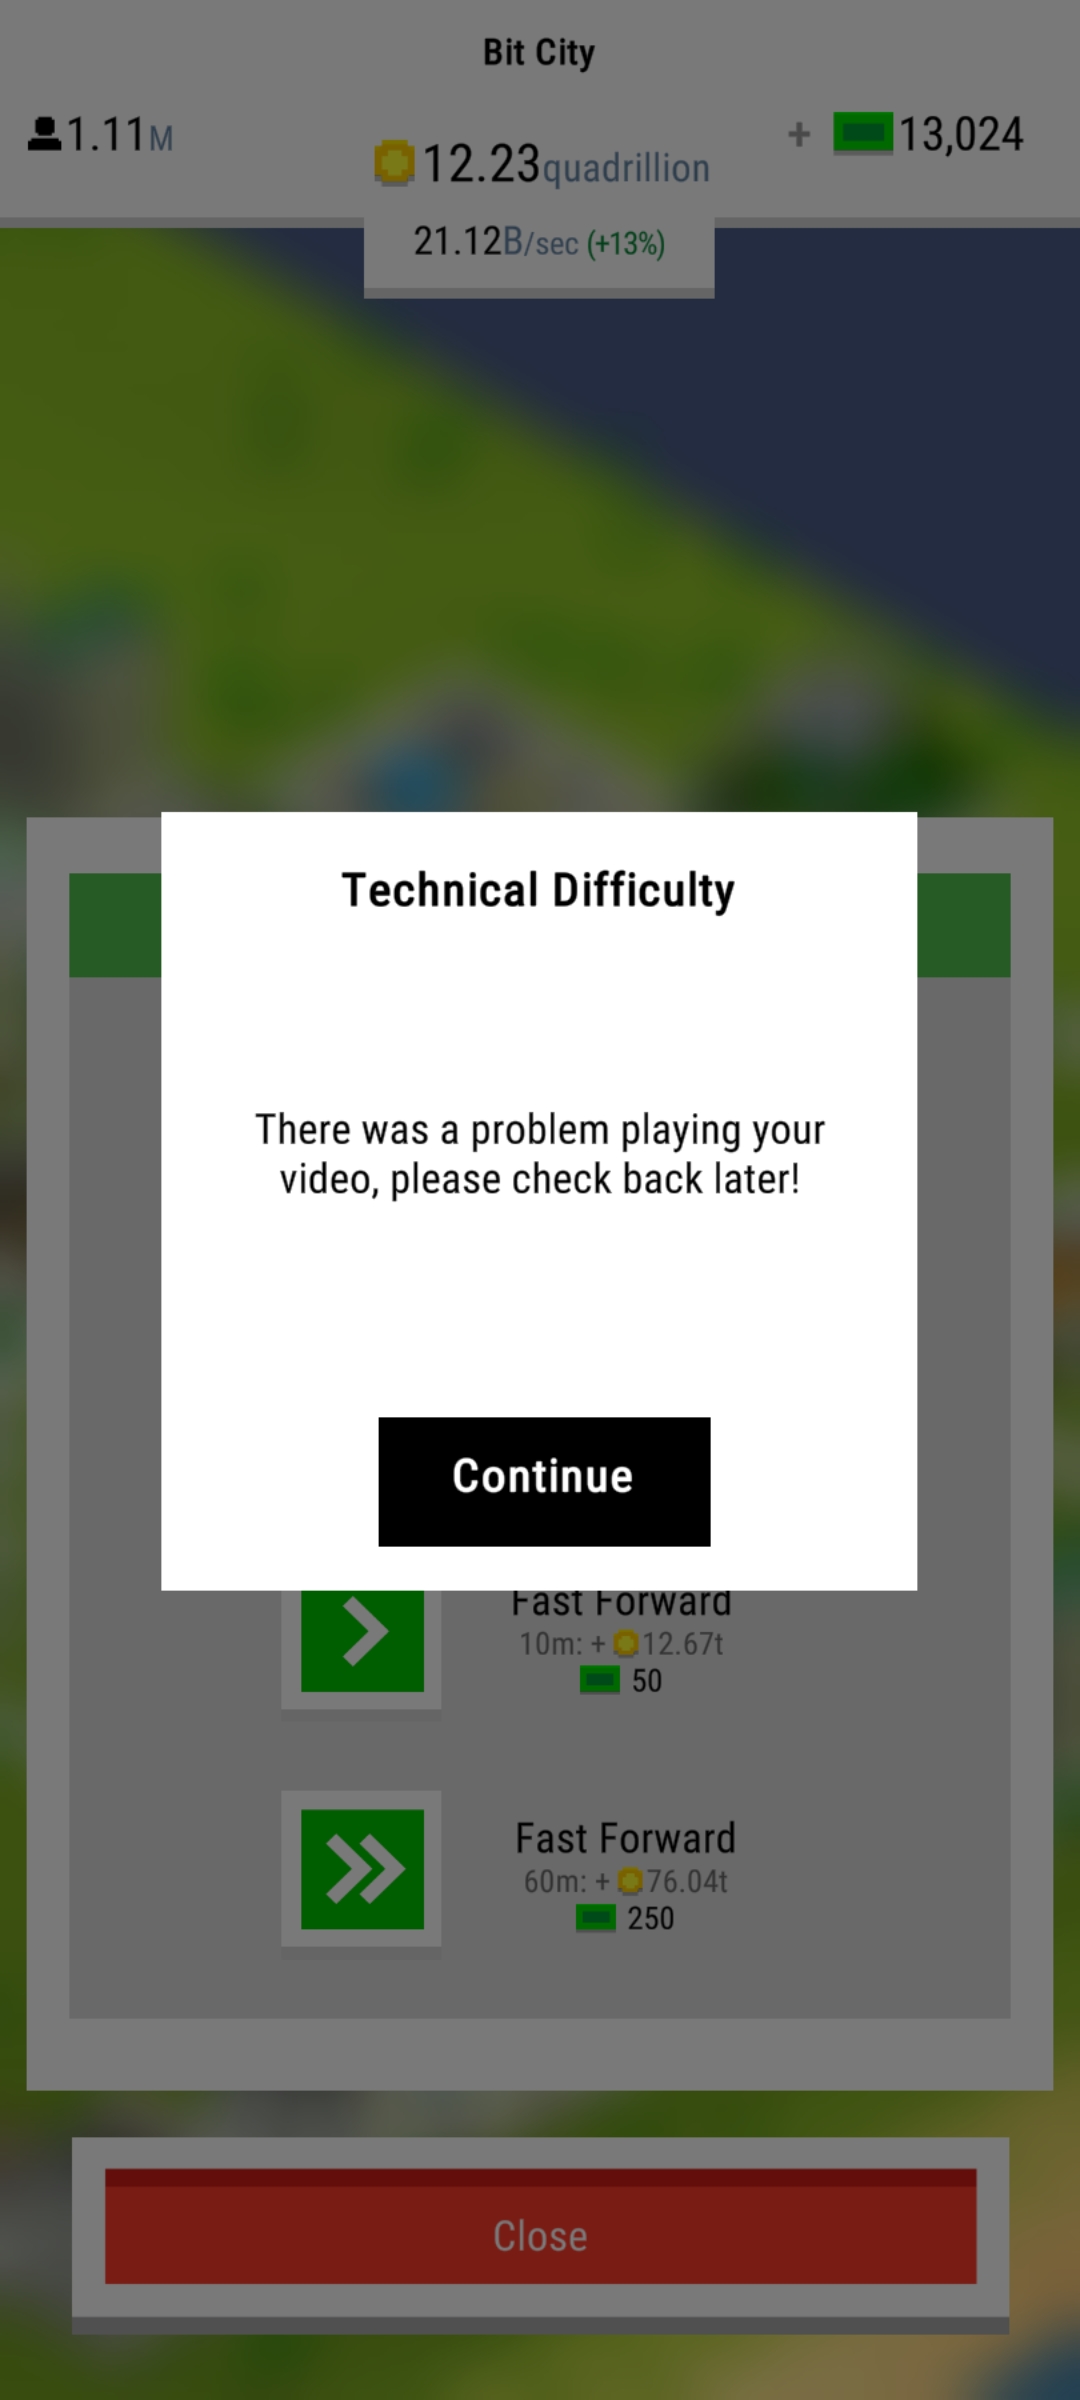 Bit City
1.11M
+ 13,024
12.23quadrillion
21.12B/sec (+13%)
Technical Difficulty
There was a problem playing your
video, please check back later!
Continue
Fast Forward
10m: + 12.67t
50
Fast Forward
60m: + 76.04t
250
Close